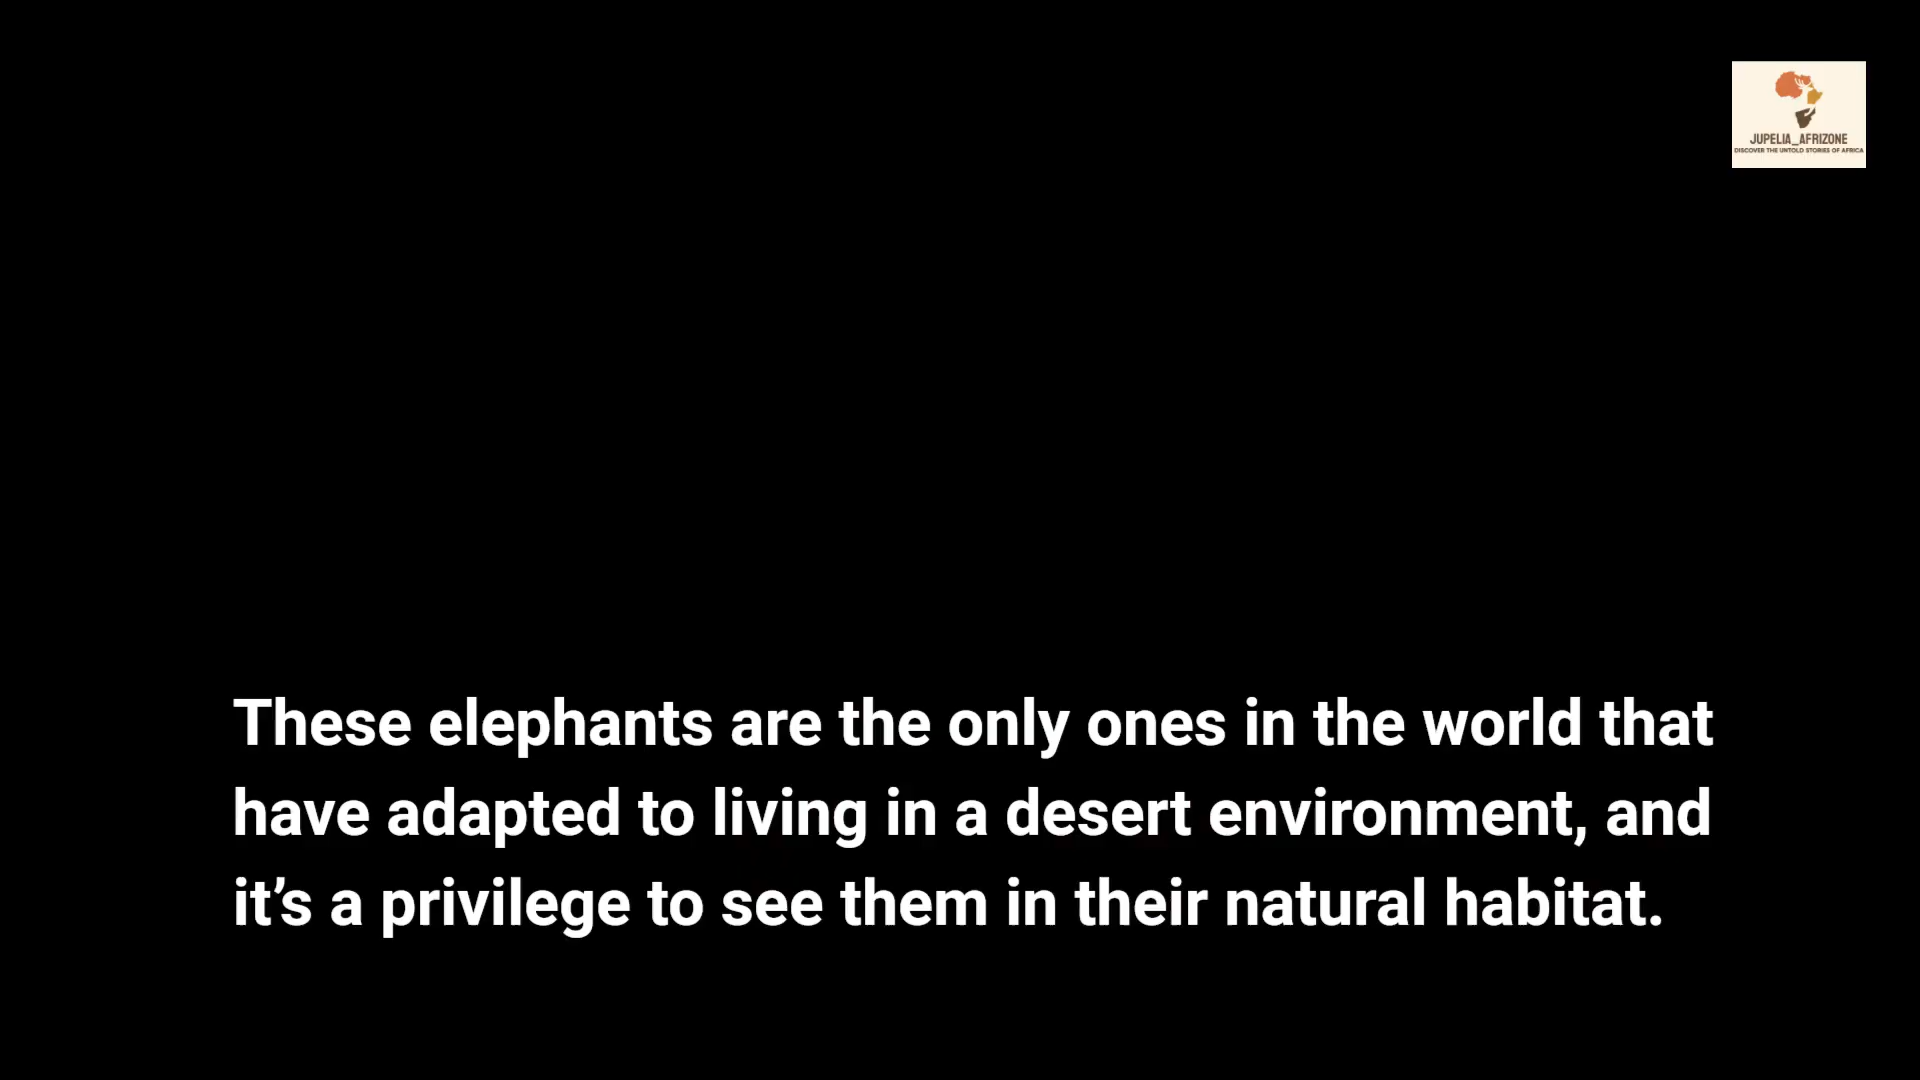 JUPELIA_AFRIZONE
DISCOVER THE UNTOLD STORIES OF AFRICA
These elephants are the only ones in the world that
have adapted to living in a desert environment, and
it’s a privilege to see them in their natural habitat.